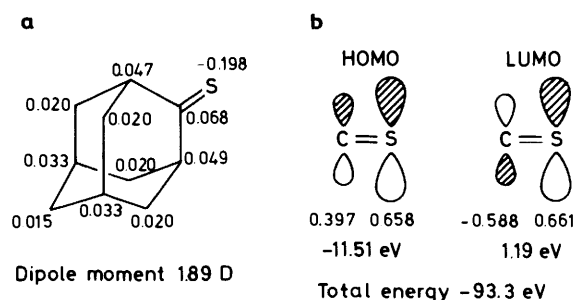 a
0.047
-0.198
S
0.020
0.020
0.068
0.033
0.020
0.049
0.015
0.033
0.020
Dipole moment 1.89 D
b
HOMO LUMO
C = S C = S
0.397 0.658 -0.588 0.661
-11.51 eV 1.19 eV
Total energy -93.3 eV